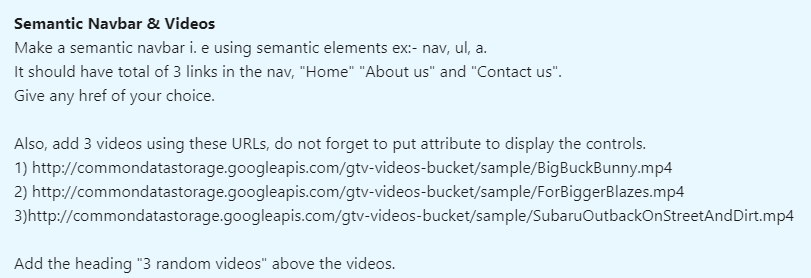 Semantic Navbar & Videos
Make a semantic navbar i. e using semantic elements ex:- nav, ul, a.
It should have total of 3 links in the nav, "Home" "About us" and "Contact us".
Give any href of your choice.
Also, add 3 videos using these URLs, do not forget to put attribute to display the controls.
1) http://commondatastorage.googleapis.com/gtv-videos-bucket/sample/BigBuckBunny.mp4
2) http://commondatastorage.googleapis.com/gtv-videos-bucket/sample/ForBiggerBlazes.mp4
3)http://commondatastorage.googleapis.com/gtv-videos-bucket/sample/SubaruOutbackOnStreetAndDirt.mp4
Add the heading "3 random videos" above the videos.